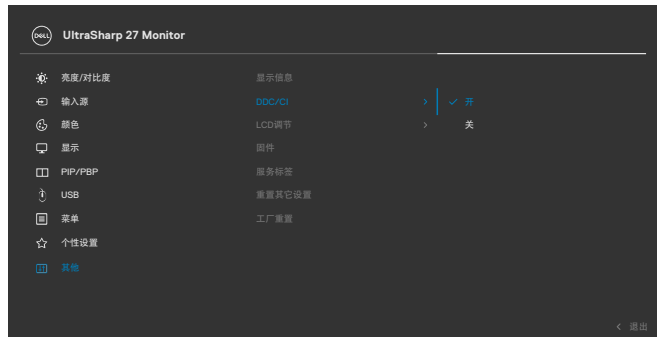 DELL
UltraSharp 27 Monitor
亮度/对比度
显示信息
输入源
DDC/CI
开
颜色
LCD调节
关
显示
固件
PIP/PBP
服务标签
USB
重置其它设置
菜单
工厂重置
个性设置
其他
退出